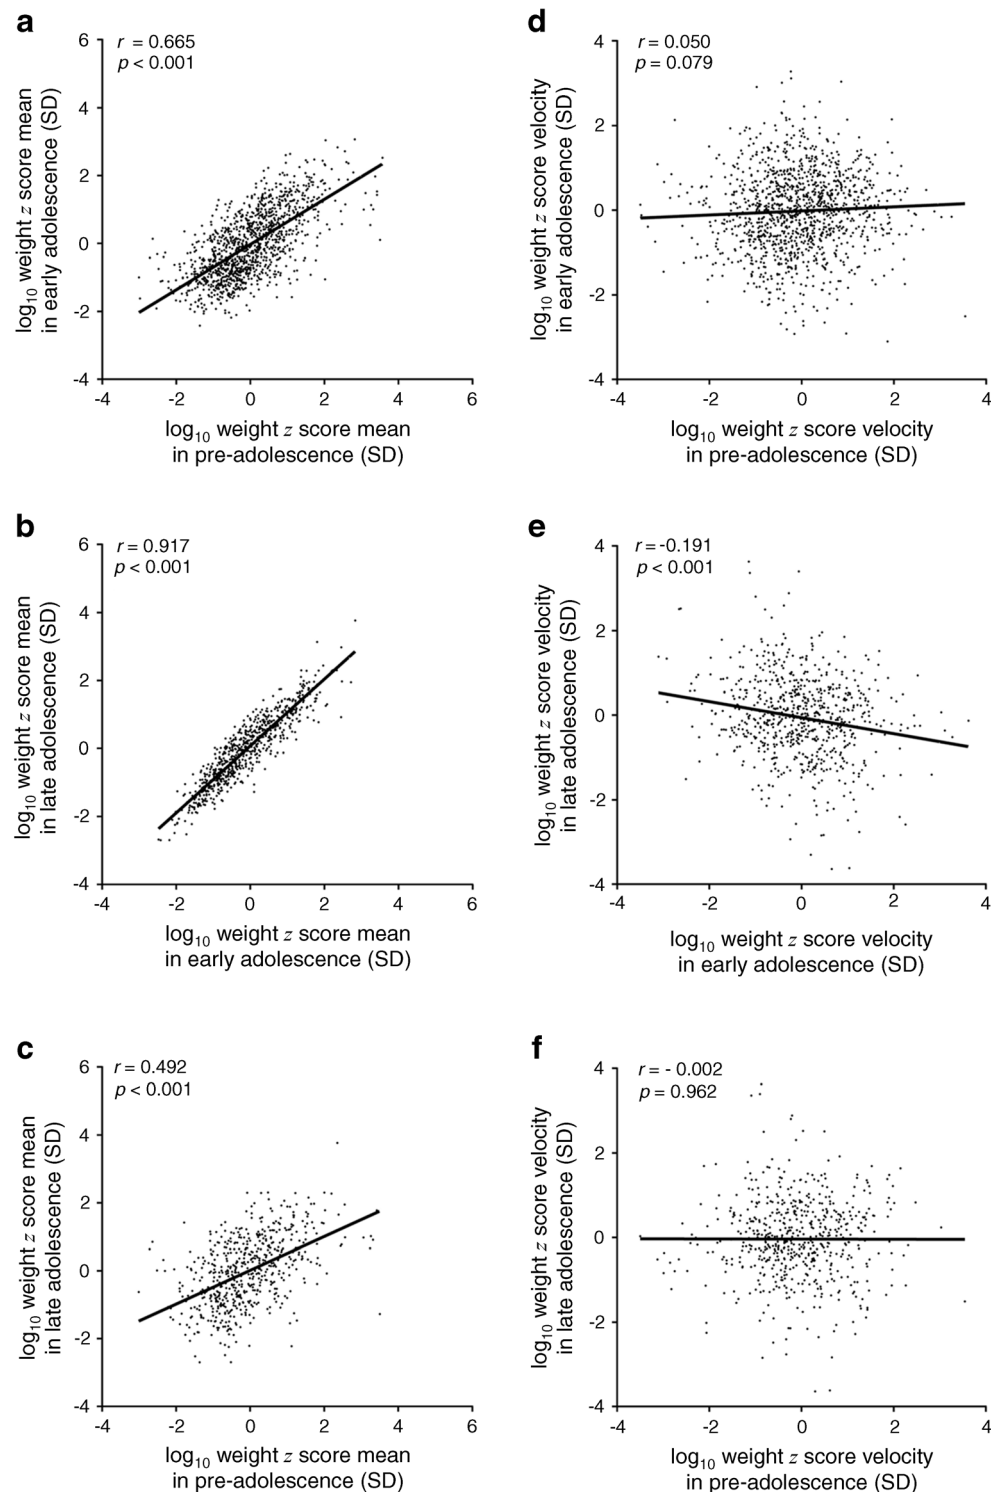 a
r = 0.665
p < 0.001
log10 weight z score mean
in early adolescence (SD)
6
4
2
0
-2
-4
-4 -2 0 2 4 6
log10 weight z score mean
in pre-adolescence (SD)
d
r = 0.050
p = 0.079
log10 weight z score velocity
in early adolescence (SD)
4
2
0
-2
-4
-4 -2 0 2 4
log10 weight z score velocity
in pre-adolescence (SD)
b
r = 0.917
p < 0.001
log10 weight z score mean
in late adolescence (SD)
6
4
2
0
-2
-4
-4 -2 0 2 4 6
log10 weight z score mean
in early adolescence (SD)
e
r = -0.191
p < 0.001
log10 weight z score velocity
in late adolescence (SD)
4
2
0
-2
-4
-4 -2 0 2 4
log10 weight z score velocity
in early adolescence (SD)
c
r = 0.492
p < 0.001
log10 weight z score mean
in late adolescence (SD)
6
4
2
0
-2
-4
-4 -2 0 2 4 6
log10 weight z score mean
in pre-adolescence (SD)
f
r = - 0.002
p = 0.962
log10 weight z score velocity
in late adolescence (SD)
4
2
0
-2
-4
-4 -2 0 2 4
log10 weight z score velocity
in pre-adolescence (SD)